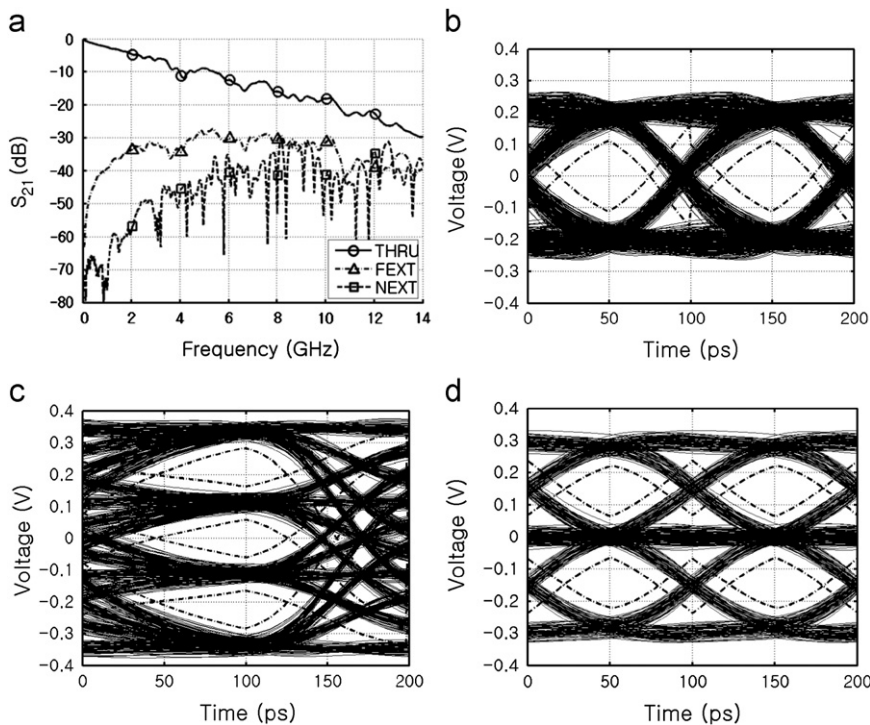 a
0
-10
-20
-30
-40
-50
-60
-70
-80
S21 (dB)
THRU
FEXT
NEXT
0 2 4 6 8 10 12 14
Frequency (GHz)
b
0.4
0.3
0.2
0.1
0
-0.1
-0.2
-0.3
-0.4
Voltage(V)
0 50 100 150 200
Time (ps)
c
0.4
0.3
0.2
0.1
0
-0.1
-0.2
-0.3
-0.4
Voltage (V)
0 50 100 150 200
Time (ps)
d
0.4
0.3
0.2
0.1
0
-0.1
-0.2
-0.3
-0.4
Voltage (V)
0 50 100 150 200
Time (ps)